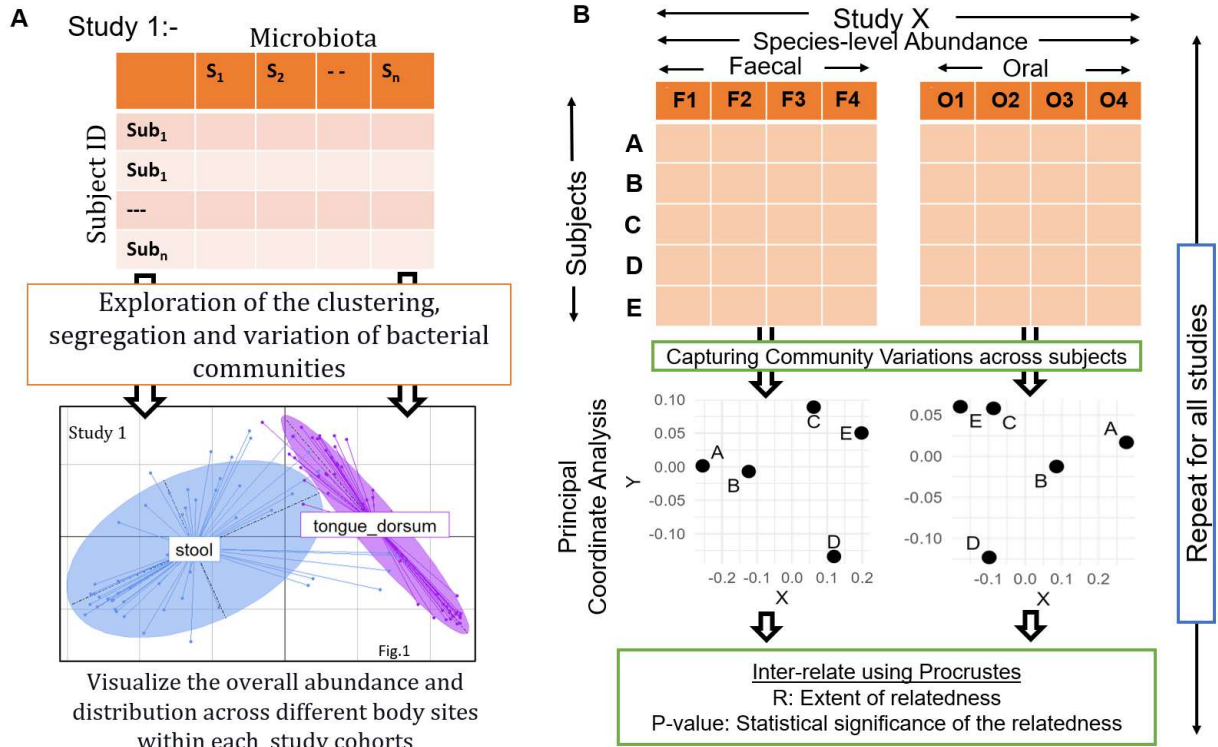 A
Study 1:-
Microbiota
S1 S2 - - Sn
Subject ID
Sub1
Sub1
---
Subn
Exploration of the clustering,
segregation and variation of bacterial
communities
Study 1
tongue_dorsum
stool
Fig.1
Visualize the overall abundance and
distribution across different body sites
within each study cohorts
B
Study X
Species-level Abundance
Faecal
Oral
F1 F2 F3 F4
O1 O2 O3 O4
Subjects
A
B
C
D
E
Capturing Community Variations across subjects
Principal
Coordinate Analysis
Y
0.10
0.05
0.00
-0.05
-0.10
C
E
A
B
D
-0.2 -0.1 0.0 0.1 0.2
X
0.05
0.00
-0.05
-0.10
E
C
A
B
D
-0.1 0.0 0.1 0.2
X
Inter-relate using Procrustes
R: Extent of relatedness
P-value: Statistical significance of the relatedness
Repeat for all studies